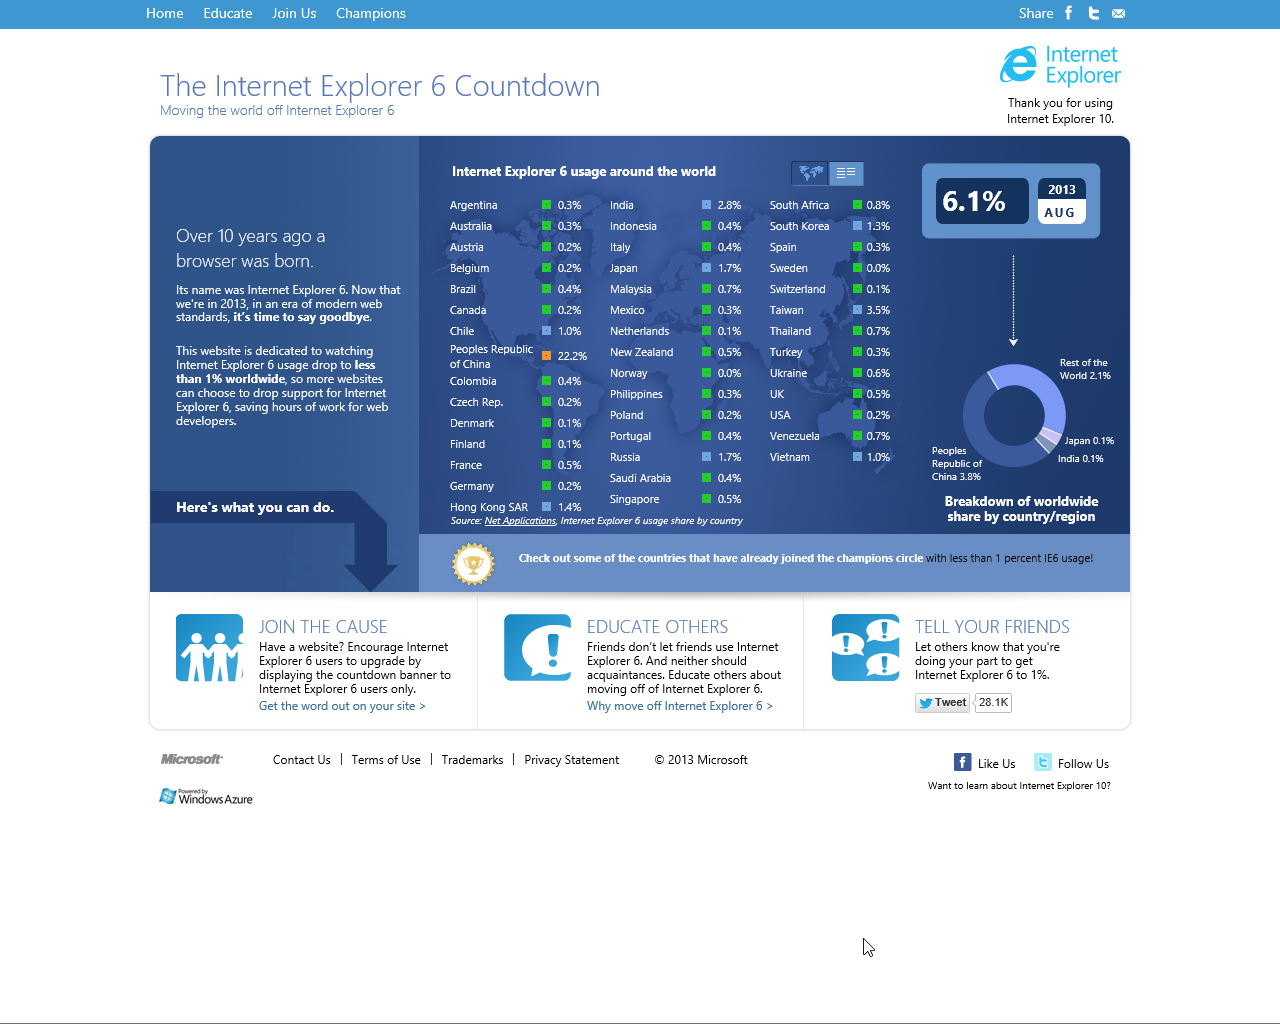 Home Educate Join Us Champions Share
Internet
Explorer
The Internet Explorer 6 Countdown
Moving the world off Internet Explorer 6
Thank you for using
Internet Explorer 10.
Over 10 years ago a
browser was born.
Its name was Internet Explorer 6. Now that
we're in 2013, in an era of modern web
standards, it's time to say goodbye.
This website is dedicated to watching
Internet Explorer 6 usage drop to less
than 1% worldwide, so more websites
can choose to drop support for Internet
Explorer 6, saving hours of work for web
developers.
Here's what you can do.
Internet Explorer 6 usage around the world
Argentina 0.3%
Australia 0.3%
Austria 0.2%
Belgium 0.2%
Brazil 0.4%
Canada 0.2%
Chile 1.0%
Peoples Republic
of China 22.2%
Colombia 0.4%
Czech Rep. 0.2%
Denmark 0.1%
Finland 0.1%
France 0.5%
Germany 0.2%
Hong Kong SAR 1.4%
India 2.8%
Indonesia 0.4%
Italy 0.4%
Japan 1.7%
Malaysia 0.7%
Mexico 0.3%
Netherlands 0.1%
New Zealand 0.5%
Norway 0.0%
Philippines 0.3%
Poland 0.2%
Portugal 0.4%
Russia 1.7%
Saudi Arabia 0.4%
Singapore 0.5%
South Africa 0.8%
South Korea 1.3%
Spain 0.3%
Sweden 0.0%
Switzerland 0.1%
Taiwan 3.5%
Thailand 0.7%
Turkey 0.3%
Ukraine 0.6%
UK 0.5%
USA 0.2%
Venezuela 0.7%
Vietnam 1.0%
Source: Net Applications, Internet Explorer 6 usage share by country
6.1%
2013
AUG
Rest of the
World 2.1%
Japan 0.1%
India 0.1%
Peoples
Republic of
China 3.8%
Breakdown of worldwide
share by country/region
Check out some of the countries that have already joined the champions circle with less than 1 percent IE6 usage!
JOIN THE CAUSE
Have a website? Encourage Internet
Explorer 6 users to upgrade by
displaying the countdown banner to
Internet Explorer 6 users only.
Get the word out on your site >
EDUCATE OTHERS
Friends don't let friends use Internet
Explorer 6. And neither should
acquaintances. Educate others about
moving off of Internet Explorer 6.
Why move off Internet Explorer 6 >
TELL YOUR FRIENDS
Let others know that you're
doing your part to get
Internet Explorer 6 to 1%.
Tweet 28.1K
Microsoft Contact Us | Terms of Use | Trademarks | Privacy Statement © 2013 Microsoft
Like Us Follow Us
Want to learn about Internet Explorer 10?
Powered by
Windows Azure